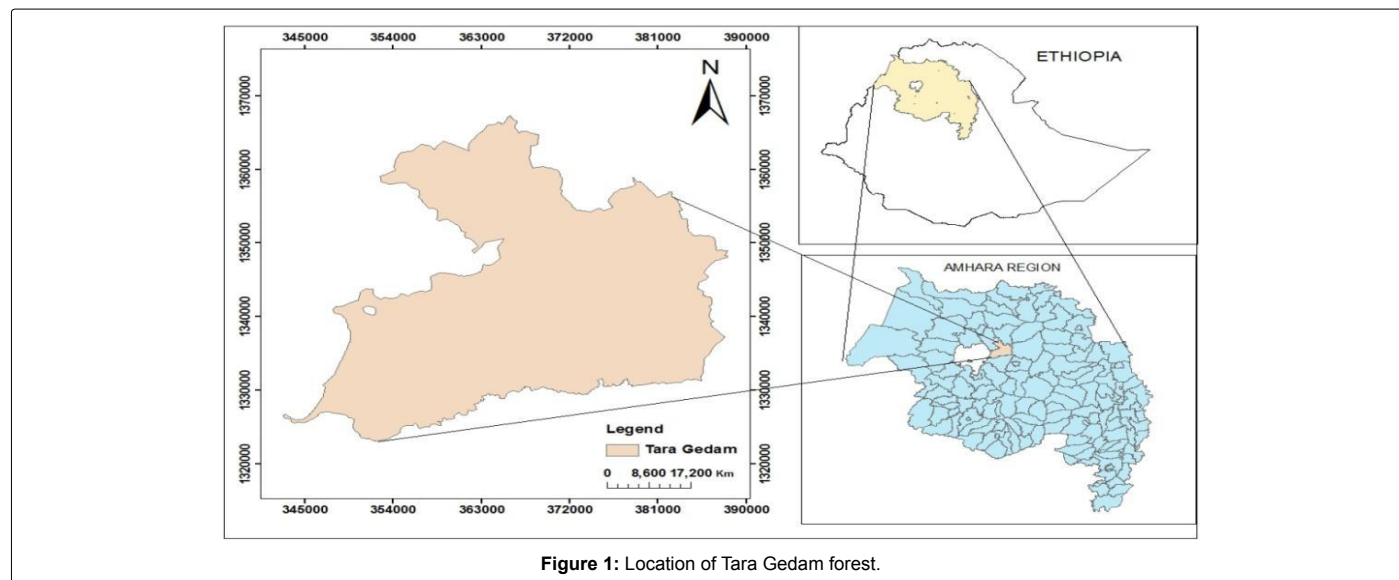 345000 354000 363000 372000 381000 390000
N
1370000
1360000
1350000
1340000
1330000
1320000
1370000
1360000
1350000
1340000
1330000
1320000
Legend
Tara Gedam
0 8,600 17,200 Km
345000 354000 363000 372000 381000 390000
ETHIOPIA
AMHARA REGION
Figure 1: Location of Tara Gedam forest.